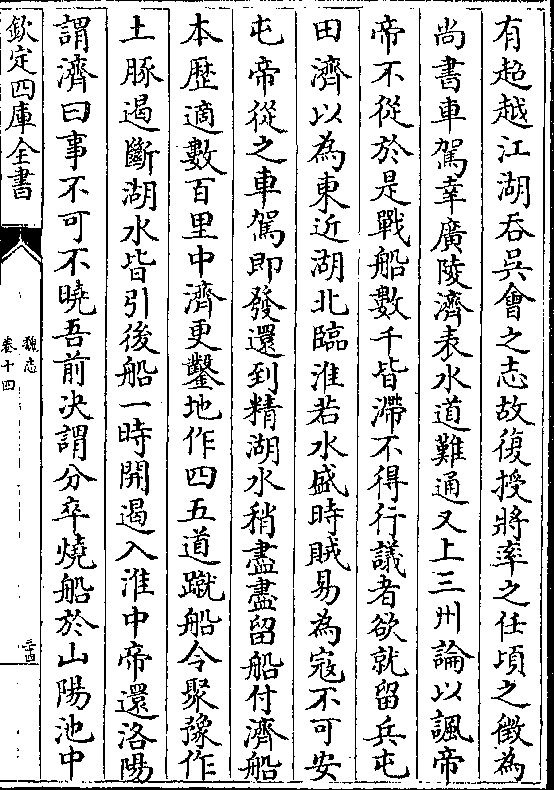 有超越江湖吞吳會之志故復授將率之任頃之徵為
尚書車駕幸廣陵濟表水道難通又上三州論以諷帝
帝不從於是戰船數千皆滯不得行議者欲就留兵屯
田濟以為東近湖北臨淮若水盛時賊易為寇不可安
屯帝從之車駕即發還到精湖水稍盡盡留船付濟船
本歷適數百里中濟更鑿地作四五道蹴船令聚豫作
土豚遏斷湖水皆引後船一時開遏入淮中帝還洛陽
謂濟曰事不可不曉吾前决謂分卒燒船於山陽池中
欽定四庫全書
魏志
卷十四
三十四